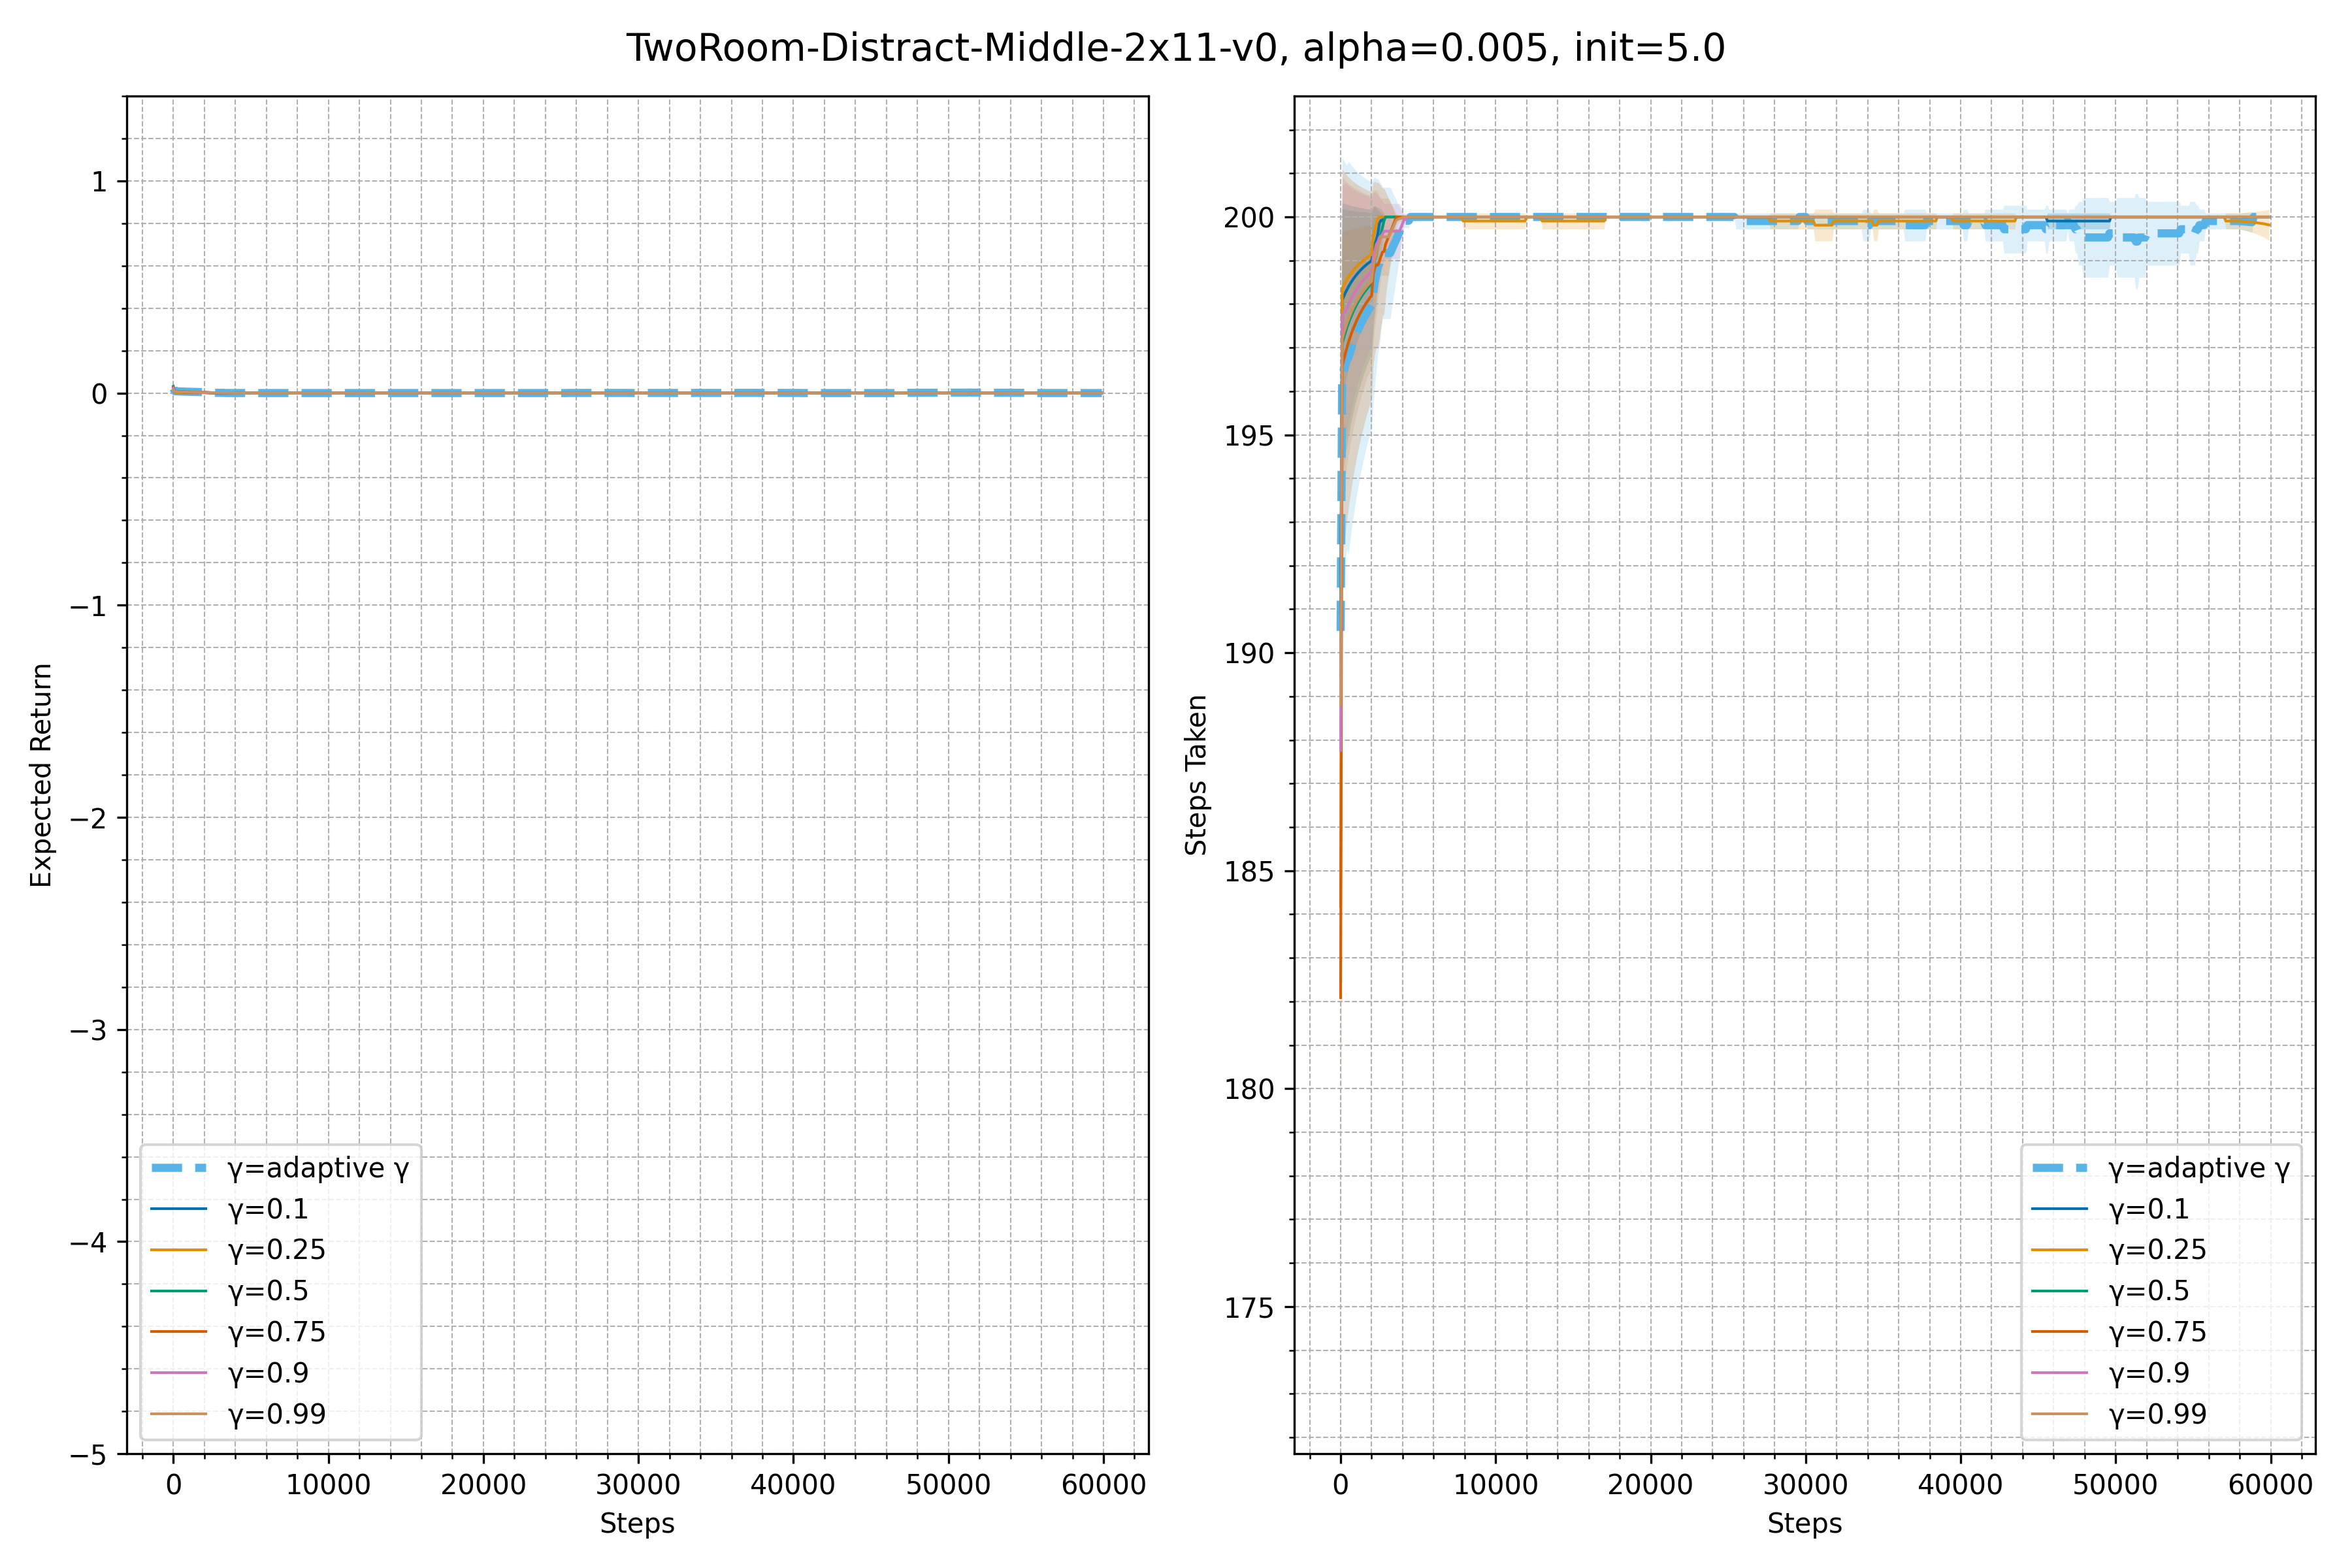 TwoRoom-Distract-Middle-2x11-v0, alpha=0.005, init=5.0
Expected Return
1
0
−1
−2
−3
−4
−5
γ=adaptive γ
γ=0.1
γ=0.25
γ=0.5
γ=0.75
γ=0.9
γ=0.99
0 10000 20000 30000 40000 50000 60000
Steps
Steps Taken
200
195
190
185
180
175
γ=adaptive γ
γ=0.1
γ=0.25
γ=0.5
γ=0.75
γ=0.9
γ=0.99
0 10000 20000 30000 40000 50000 60000
Steps